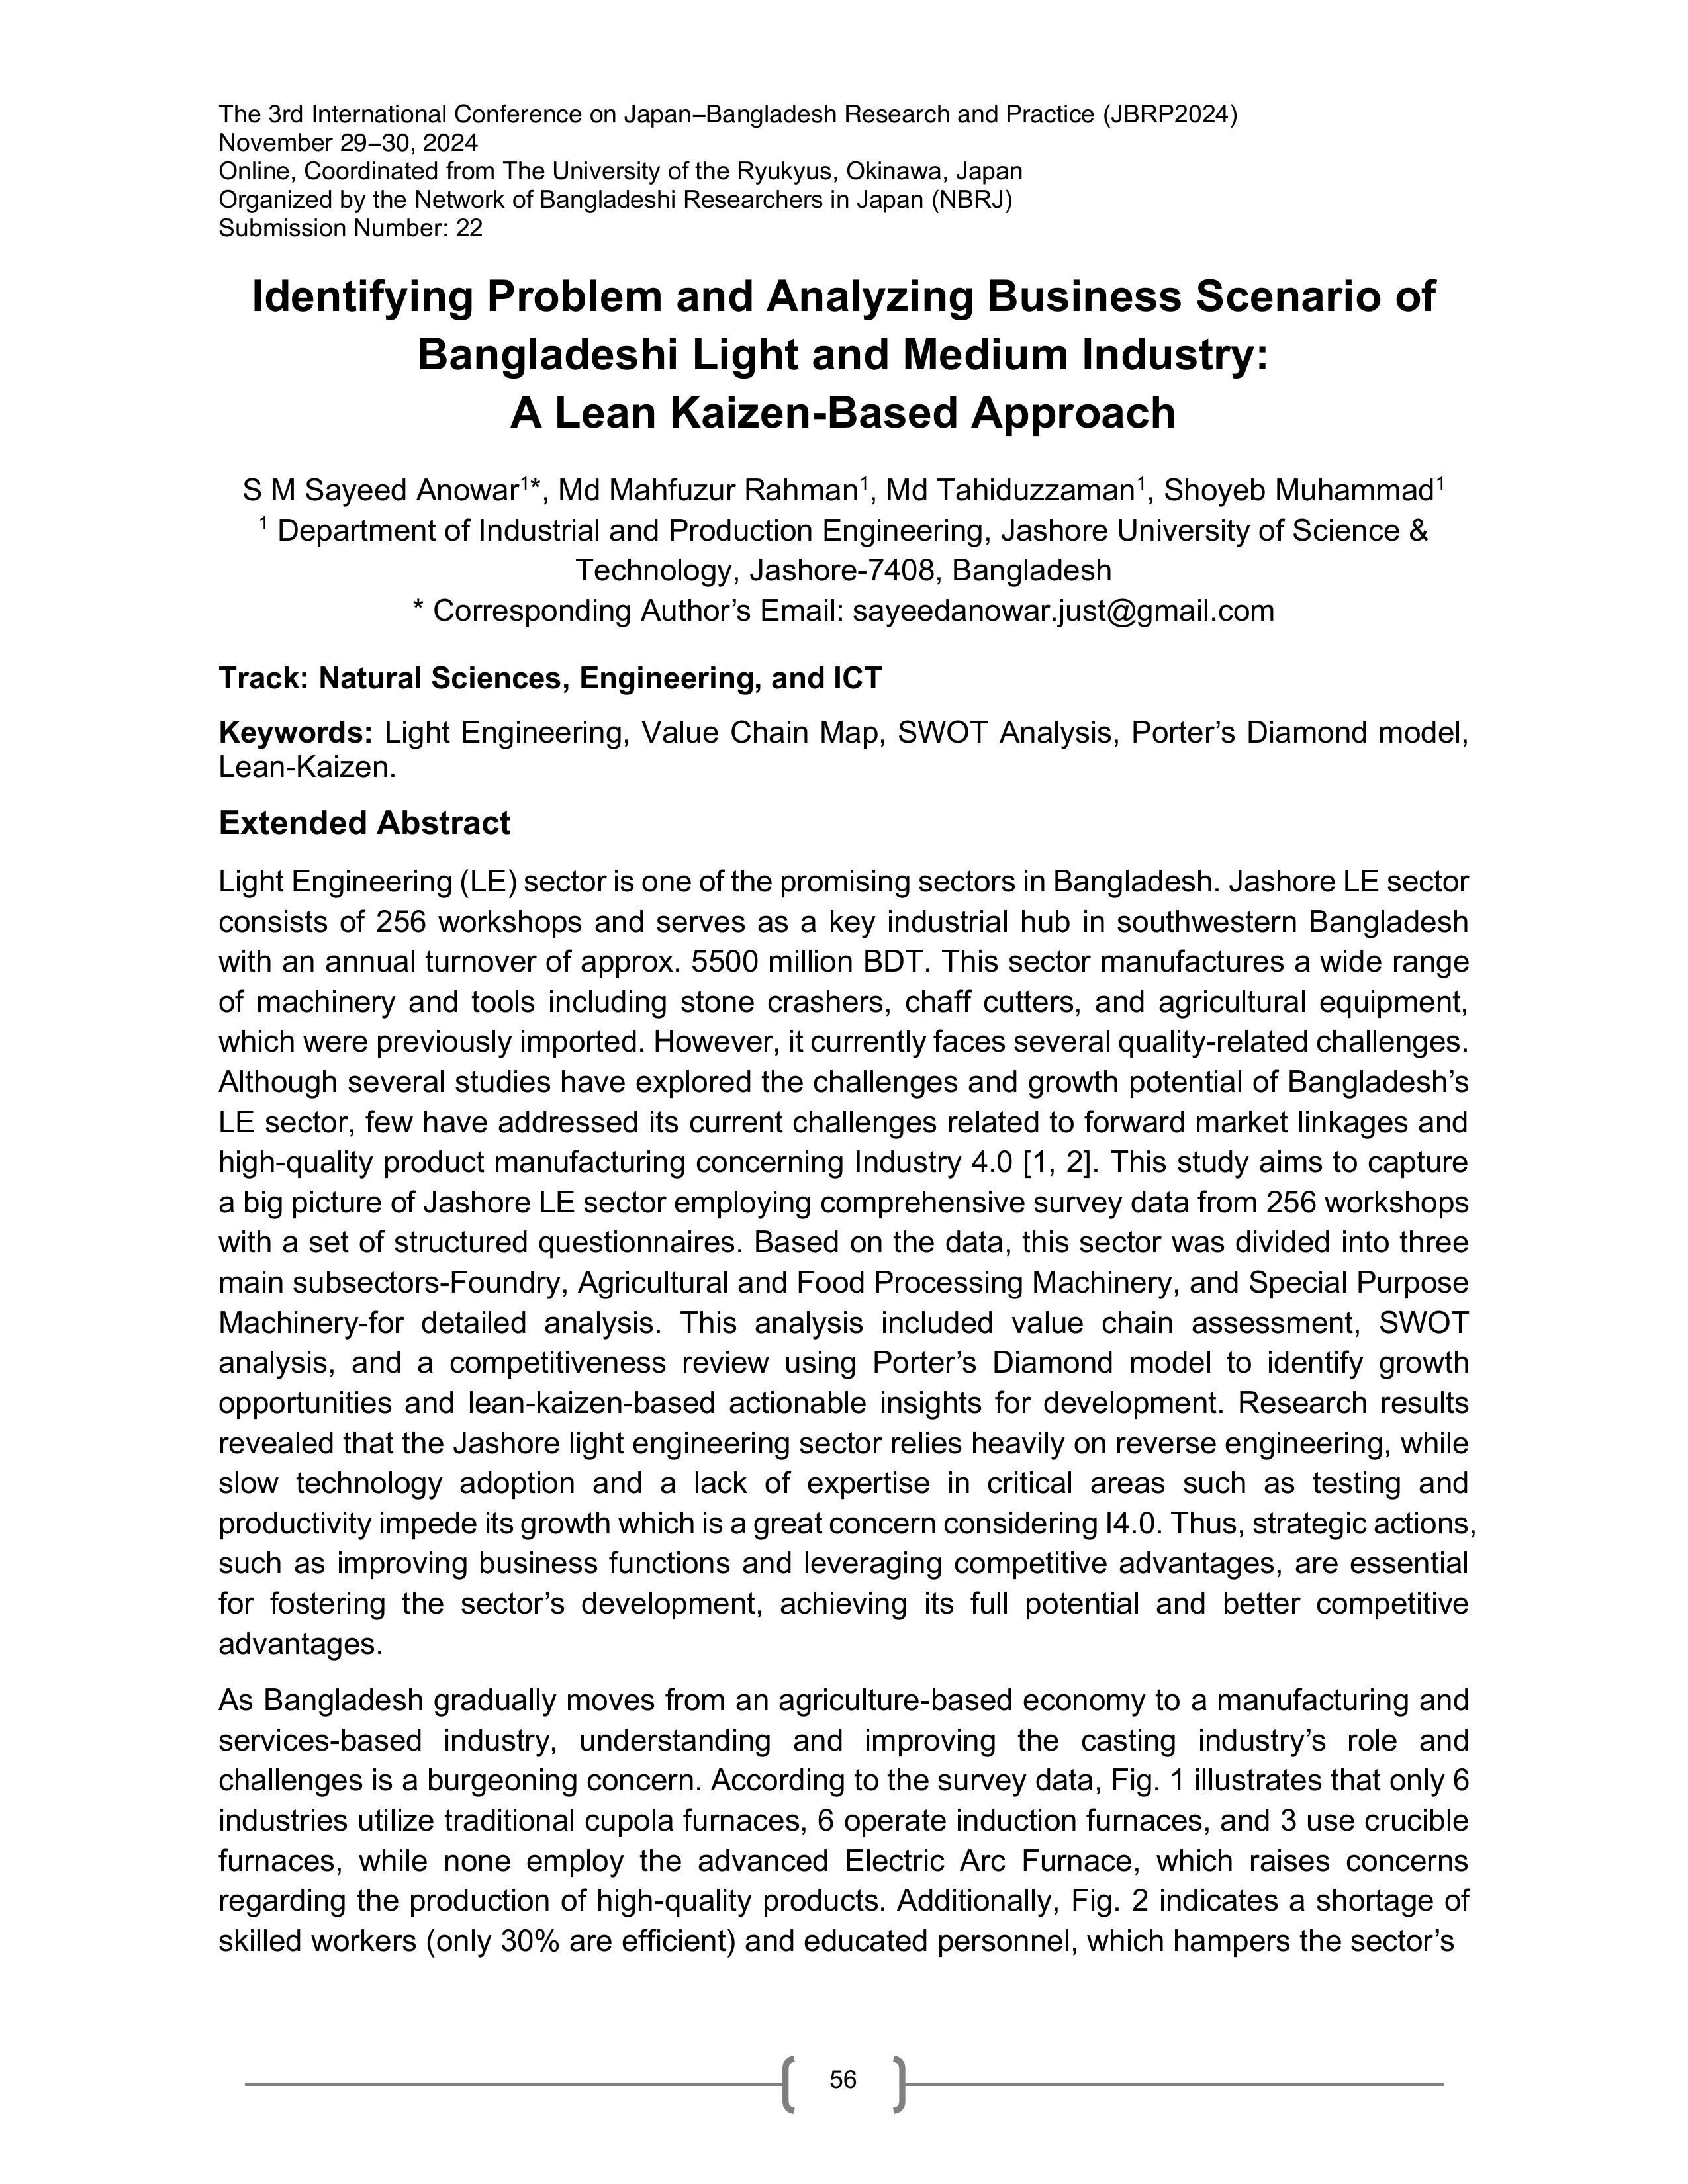 The 3rd International Conference on Japan–Bangladesh Research and Practice (JBRP2024)
November 29–30, 2024
Online, Coordinated from The University of the Ryukyus, Okinawa, Japan
Organized by the Network of Bangladeshi Researchers in Japan (NBRJ)
Submission Number: 22
Identifying Problem and Analyzing Business Scenario of
Bangladeshi Light and Medium Industry:
A Lean Kaizen-Based Approach
S M Sayeed Anowar¹*, Md Mahfuzur Rahman¹, Md Tahiduzzaman¹, Shoyeb Muhammad¹
¹ Department of Industrial and Production Engineering, Jashore University of Science &
Technology, Jashore-7408, Bangladesh
* Corresponding Author’s Email: sayeedanowar.just@gmail.com
Track: Natural Sciences, Engineering, and ICT
Keywords: Light Engineering, Value Chain Map, SWOT Analysis, Porter’s Diamond model,
Lean-Kaizen.
Extended Abstract
Light Engineering (LE) sector is one of the promising sectors in Bangladesh. Jashore LE sector
consists of 256 workshops and serves as a key industrial hub in southwestern Bangladesh
with an annual turnover of approx. 5500 million BDT. This sector manufactures a wide range
of machinery and tools including stone crashers, chaff cutters, and agricultural equipment,
which were previously imported. However, it currently faces several quality-related challenges.
Although several studies have explored the challenges and growth potential of Bangladesh’s
LE sector, few have addressed its current challenges related to forward market linkages and
high-quality product manufacturing concerning Industry 4.0 [1, 2]. This study aims to capture
a big picture of Jashore LE sector employing comprehensive survey data from 256 workshops
with a set of structured questionnaires. Based on the data, this sector was divided into three
main subsectors-Foundry, Agricultural and Food Processing Machinery, and Special Purpose
Machinery-for detailed analysis. This analysis included value chain assessment, SWOT
analysis, and a competitiveness review using Porter’s Diamond model to identify growth
opportunities and lean-kaizen-based actionable insights for development. Research results
revealed that the Jashore light engineering sector relies heavily on reverse engineering, while
slow technology adoption and a lack of expertise in critical areas such as testing and
productivity impede its growth which is a great concern considering I4.0. Thus, strategic actions,
such as improving business functions and leveraging competitive advantages, are essential
for fostering the sector’s development, achieving its full potential and better competitive
advantages.
As Bangladesh gradually moves from an agriculture-based economy to a manufacturing and
services-based industry, understanding and improving the casting industry’s role and
challenges is a burgeoning concern. According to the survey data, Fig. 1 illustrates that only 6
industries utilize traditional cupola furnaces, 6 operate induction furnaces, and 3 use crucible
furnaces, while none employ the advanced Electric Arc Furnace, which raises concerns
regarding the production of high-quality products. Additionally, Fig. 2 indicates a shortage of
skilled workers (only 30% are efficient) and educated personnel, which hampers the sector’s
56